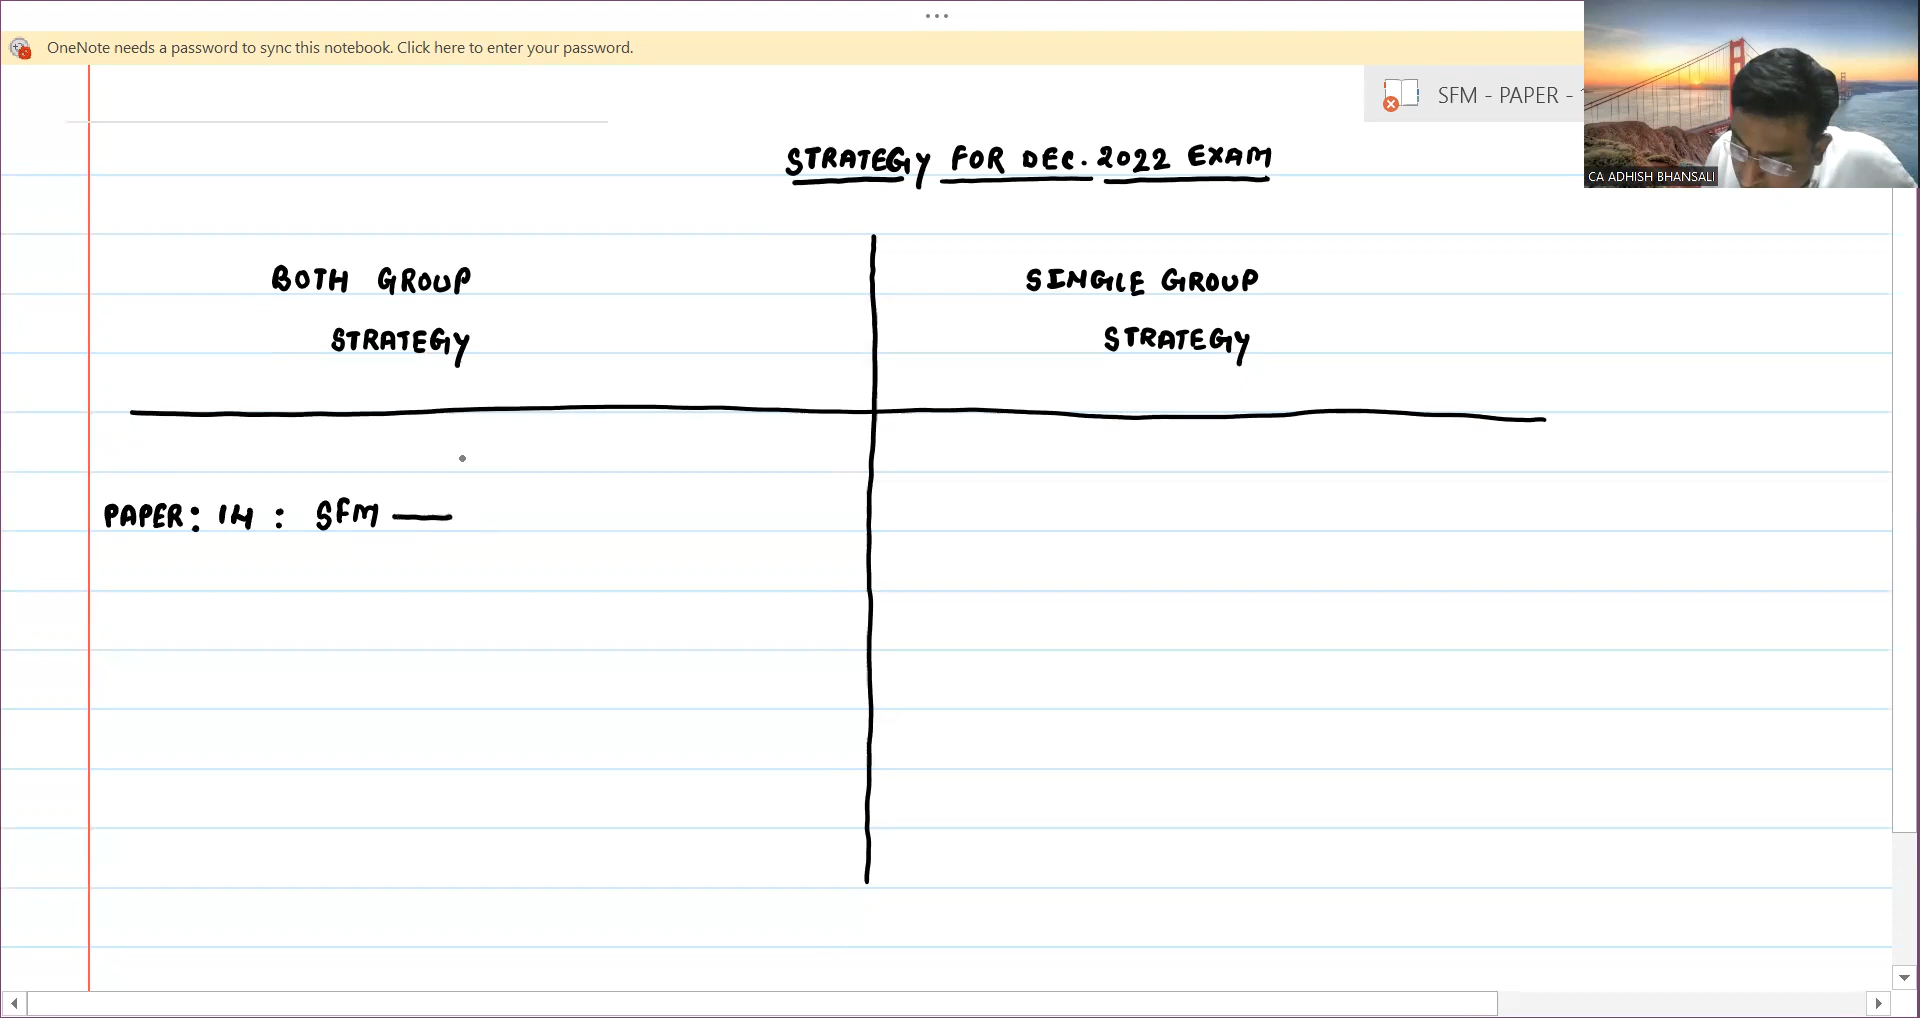 ...
OneNote needs a password to sync this notebook. Click here to enter your password.
SFM - PAPER -
CA ADHISH BHANSALI
STRATEGY FOR DEC. 2022 EXAM
BOTH GROUP
STRATEGY
SINGLE GROUP
STRATEGY
PAPER: 14 : SFM —